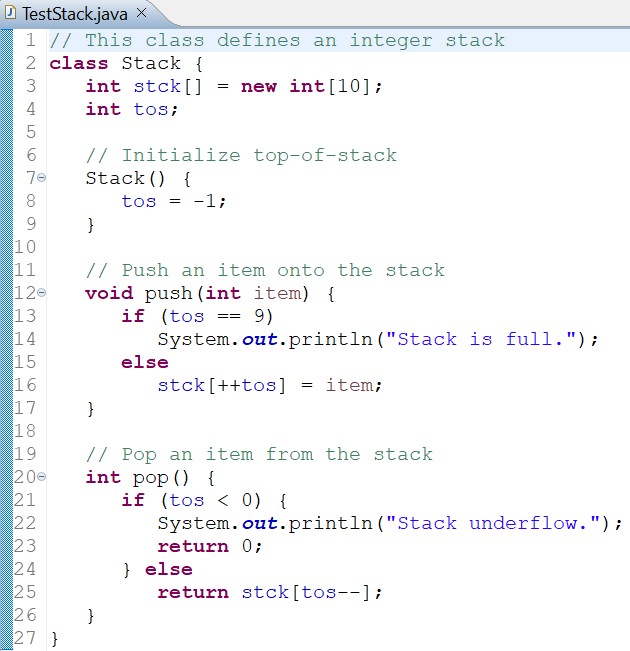 TestStack.java
1 // This class defines an integer stack
2 class Stack {
3    int stck[] = new int[10];
4    int tos;
5
6    // Initialize top-of-stack
7    Stack() {
8       tos = -1;
9    }
10
11    // Push an item onto the stack
12    void push(int item) {
13       if (tos == 9)
14          System.out.println("Stack is full.");
15       else
16          stck[++tos] = item;
17    }
18
19    // Pop an item from the stack
20    int pop() {
21       if (tos < 0) {
22          System.out.println("Stack underflow.");
23          return 0;
24       } else
25          return stck[tos--];
26    }
27 }